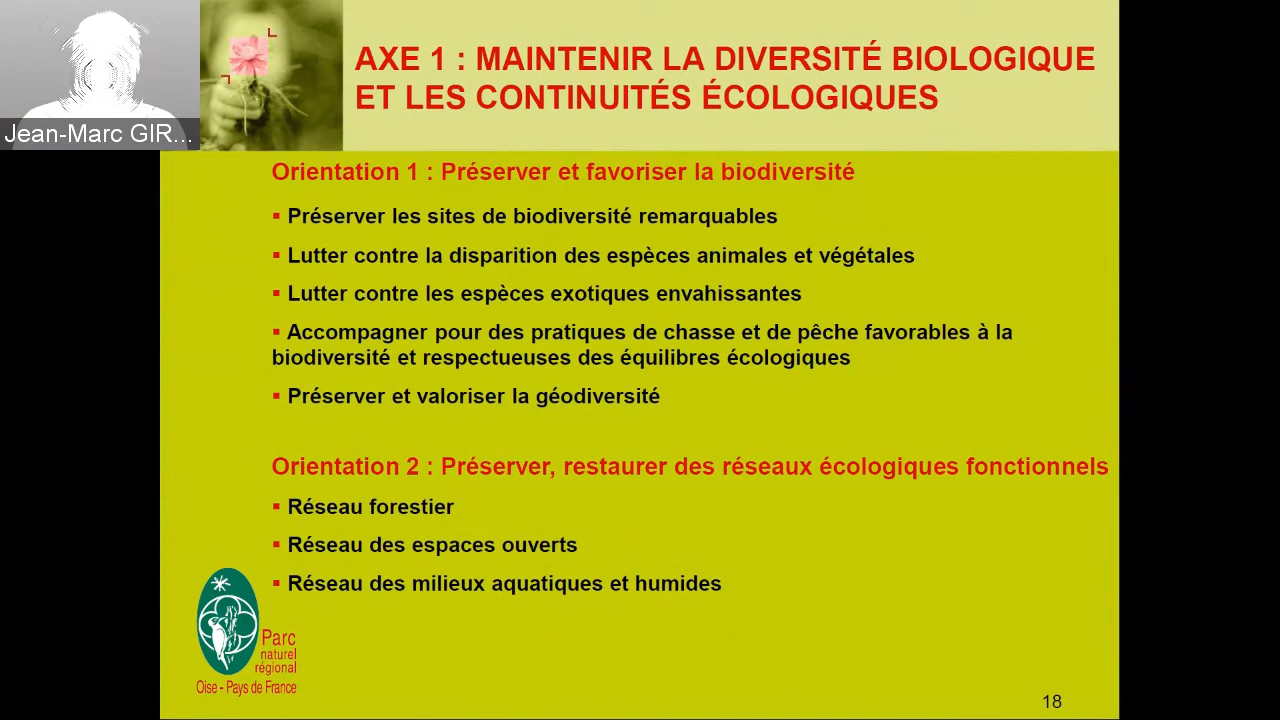 Jean-Marc GIR...
AXE 1 : MAINTENIR LA DIVERSITÉ BIOLOGIQUE
ET LES CONTINUITÉS ÉCOLOGIQUES
Orientation 1 : Préserver et favoriser la biodiversité
▪ Préserver les sites de biodiversité remarquables
▪ Lutter contre la disparition des espèces animales et végétales
▪ Lutter contre les espèces exotiques envahissantes
▪ Accompagner pour des pratiques de chasse et de pêche favorables à la
biodiversité et respectueuses des équilibres écologiques
▪ Préserver et valoriser la géodiversité
Orientation 2 : Préserver, restaurer des réseaux écologiques fonctionnels
▪ Réseau forestier
▪ Réseau des espaces ouverts
▪ Réseau des milieux aquatiques et humides
Parc
naturel
régional
Oise - Pays de France
18